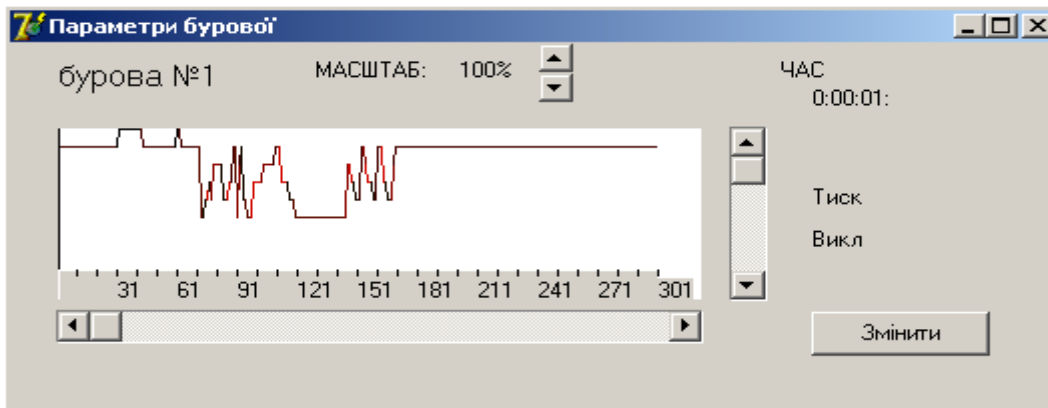 Параметри бурової
бурова №1 МАСШТАБ: 100% ЧАС
0:00:01:
Тиск
Викл
31 61 91 121 151 181 211 241 271 301
Змінити